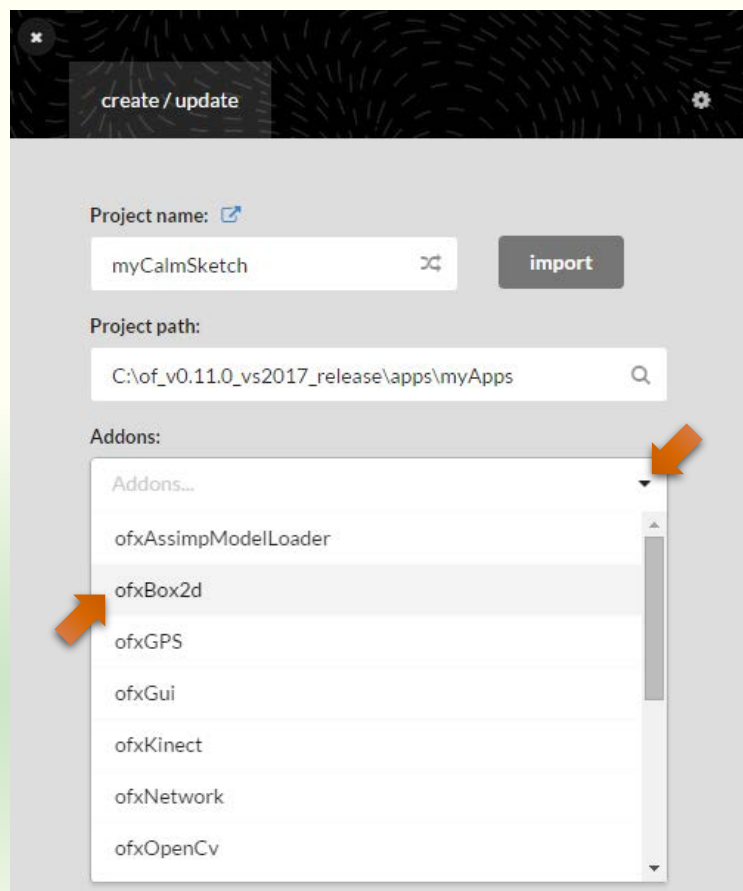 create / update
Project name:
myCalmSketch
import
Project path:
C:\of_v0.11.0_vs2017_release\apps\myApps
Addons:
Addons...
ofxAssimpModelLoader
ofxBox2d
ofxGPS
ofxGui
ofxKinect
ofxNetwork
ofxOpenCv